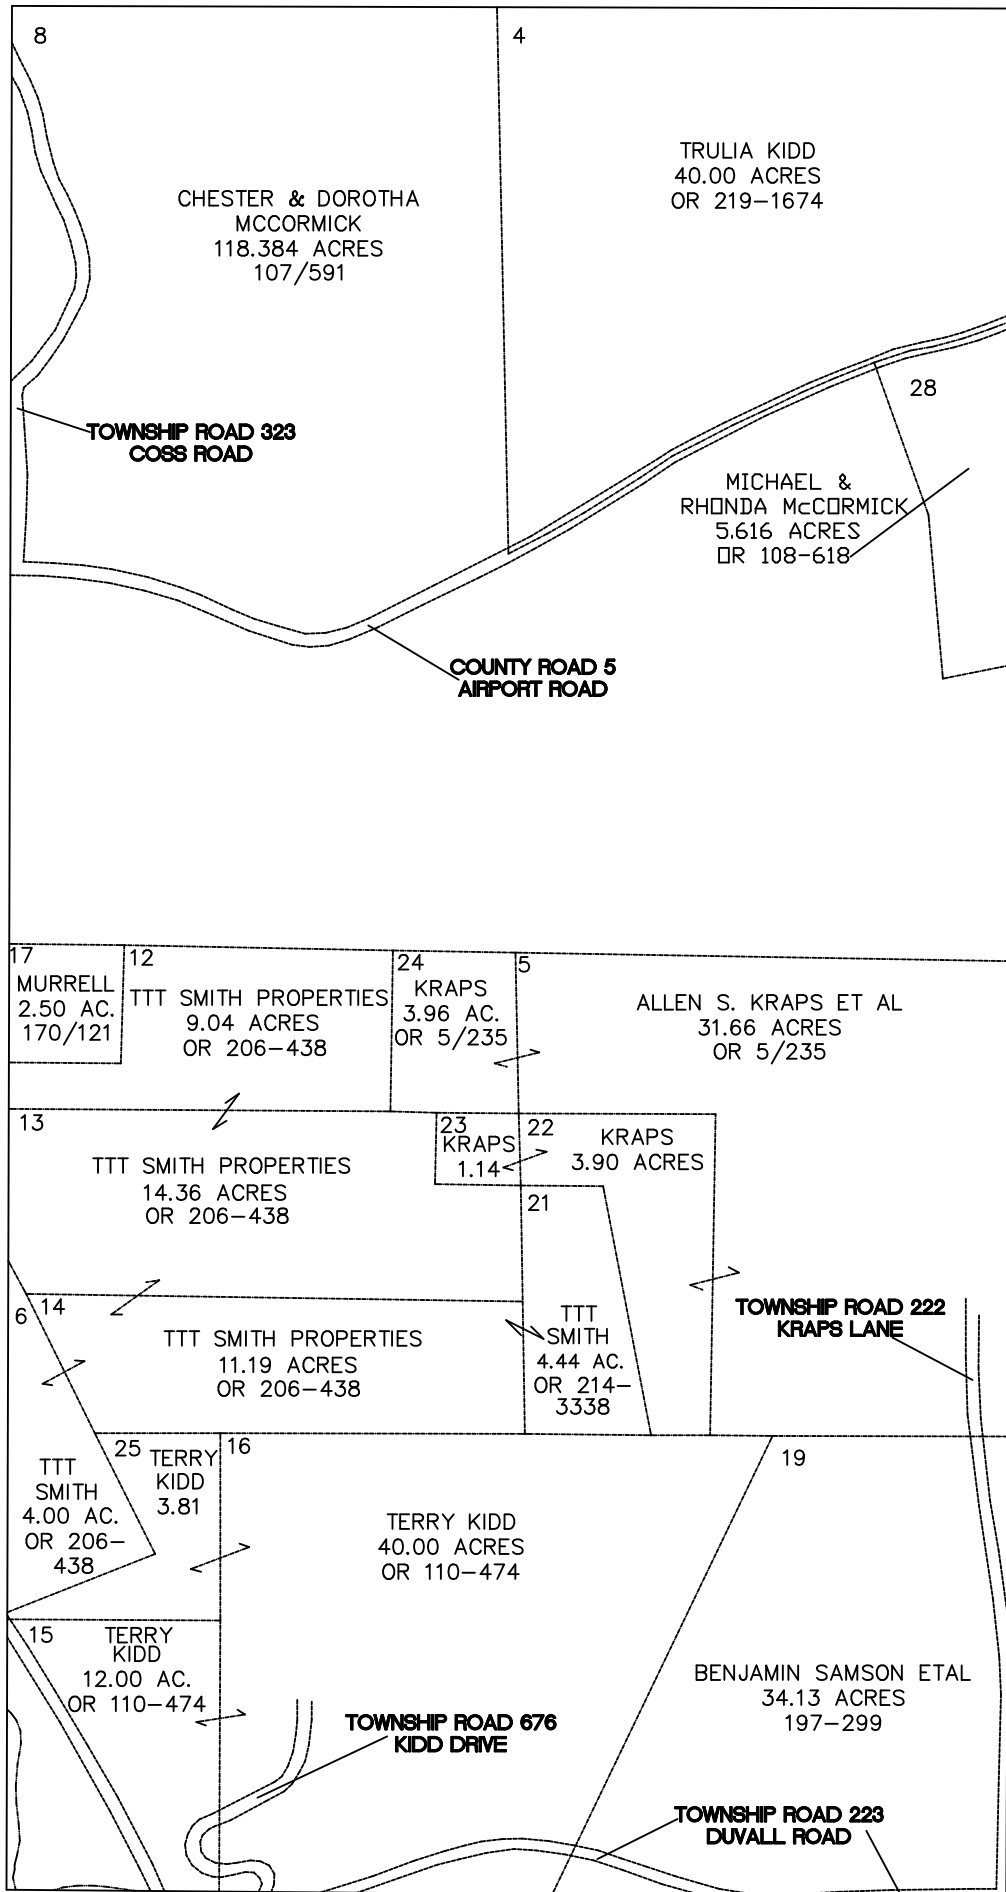 8
4
TRULIA KIDD
40.00 ACRES
OR 219-1674
CHESTER & DOROTHA
MCCORMICK
118.384 ACRES
107/591
28
TOWNSHIP ROAD 323
COSS ROAD
MICHAEL &
RHONDA McCORMICK
5.616 ACRES
OR 108-618
COUNTY ROAD 5
AIRPORT ROAD
17
MURRELL
2.50 AC.
170/121
12
TTT SMITH PROPERTIES
9.04 ACRES
OR 206-438
24
KRAPS
3.96 AC.
OR 5/235
5
ALLEN S. KRAPS ET AL
31.66 ACRES
OR 5/235
13
TTT SMITH PROPERTIES
14.36 ACRES
OR 206-438
23
KRAPS
1.14
22
KRAPS
3.90 ACRES
21
TTT
SMITH
4.44 AC.
OR 214-
3338
TOWNSHIP ROAD 222
KRAPS LANE
6
14
TTT SMITH PROPERTIES
11.19 ACRES
OR 206-438
TTT
SMITH
4.00 AC.
OR 206-
438
25
TERRY
KIDD
3.81
16
TERRY KIDD
40.00 ACRES
OR 110-474
19
BENJAMIN SAMSON ETAL
34.13 ACRES
197-299
15
TERRY
KIDD
12.00 AC.
OR 110-474
TOWNSHIP ROAD 676
KIDD DRIVE
TOWNSHIP ROAD 223
DUVALL ROAD